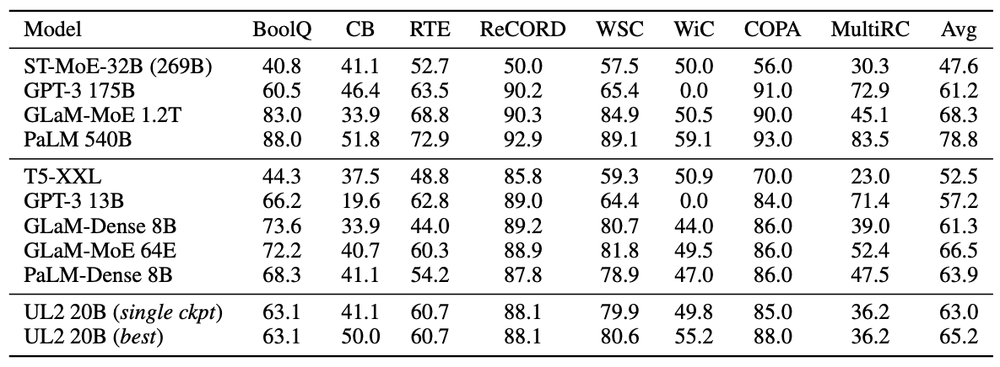 Model BoolQ CB RTE ReCORD WSC WiC COPA MultiRC Avg
ST-MoE-32B (269B) 40.8 41.1 52.7 50.0 57.5 50.0 56.0 30.3 47.6
GPT-3 175B 60.5 46.4 63.5 90.2 65.4 0.0 91.0 72.9 61.2
GLaM-MoE 1.2T 83.0 33.9 68.8 90.3 84.9 50.5 90.0 45.1 68.3
PaLM 540B 88.0 51.8 72.9 92.9 89.1 59.1 93.0 83.5 78.8
T5-XXL 44.3 37.5 48.8 85.8 59.3 50.9 70.0 23.0 52.5
GPT-3 13B 66.2 19.6 62.8 89.0 64.4 0.0 84.0 71.4 57.2
GLaM-Dense 8B 73.6 33.9 44.0 89.2 80.7 44.0 86.0 39.0 61.3
GLaM-MoE 64E 72.2 40.7 60.3 88.9 81.8 49.5 86.0 52.4 66.5
PaLM-Dense 8B 68.3 41.1 54.2 87.8 78.9 47.0 86.0 47.5 63.9
UL2 20B (single ckpt) 63.1 41.1 60.7 88.1 79.9 49.8 85.0 36.2 63.0
UL2 20B (best) 63.1 50.0 60.7 88.1 80.6 55.2 88.0 36.2 65.2